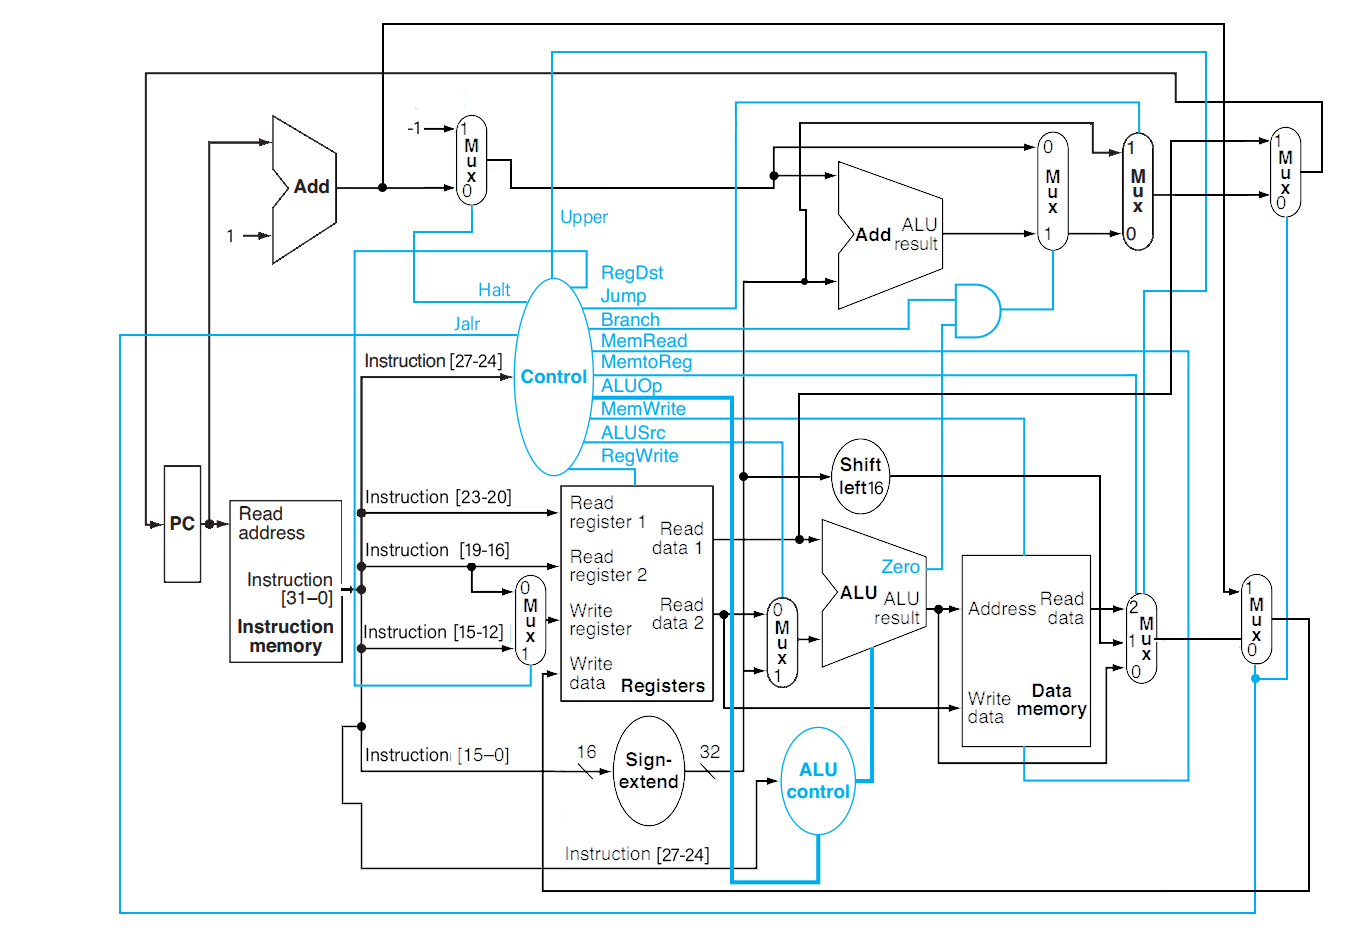 -1
1
M
u
x
0
Add
1
Upper
Halt
Jalr
RegDst
Jump
Branch
MemRead
MemtoReg
ALUOp
MemWrite
ALUSrc
RegWrite
Control
Add
ALU
result
0
M
u
x
1
1
M
u
x
0
1
M
u
x
0
Instruction [27-24]
Instruction [23-20]
Instruction [19-16]
Instruction [15-12]
Instruction [15–0]
Instruction [27-24]
PC
Read
address
Instruction
[31–0]
Instruction
memory
0
M
u
x
1
Read
register 1
Read
register 2
Write
register
Write
data
Read
data 1
Read
data 2
Registers
16
Sign-
extend
32
0
M
u
x
1
Shift
left16
Zero
ALU
ALU
result
ALU
control
Address
Read
data
Write
data
Data
memory
2
1
M
u
x
0
1
M
u
x
0